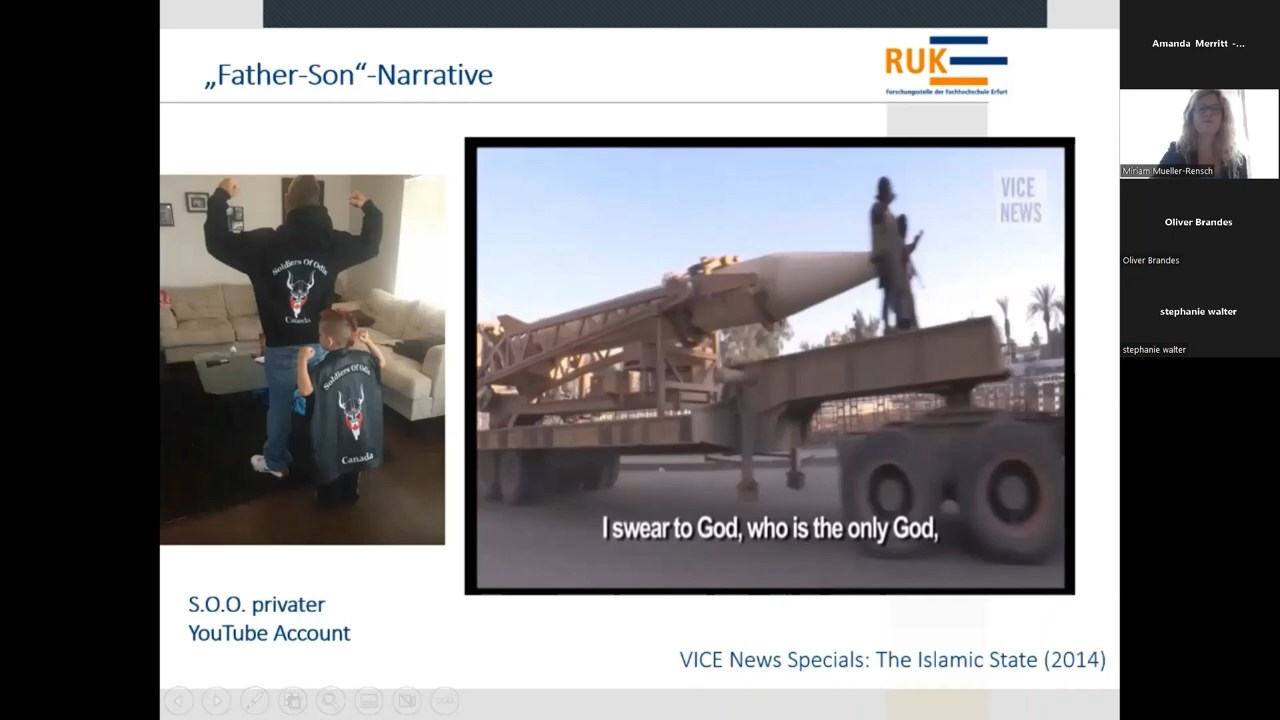 „Father-Son“-Narrative
RUK
Forschungsstelle der Fachhochschule Erfurt
Soldiers Of Odin
Canada
Soldiers Of Odin
Canada
VICE
NEWS
I swear to God, who is the only God,
S.O.O. privater
YouTube Account
VICE News Specials: The Islamic State (2014)
Amanda Merritt -...
Miriam Mueller-Rensch
Oliver Brandes
Oliver Brandes
stephanie walter
stephanie walter